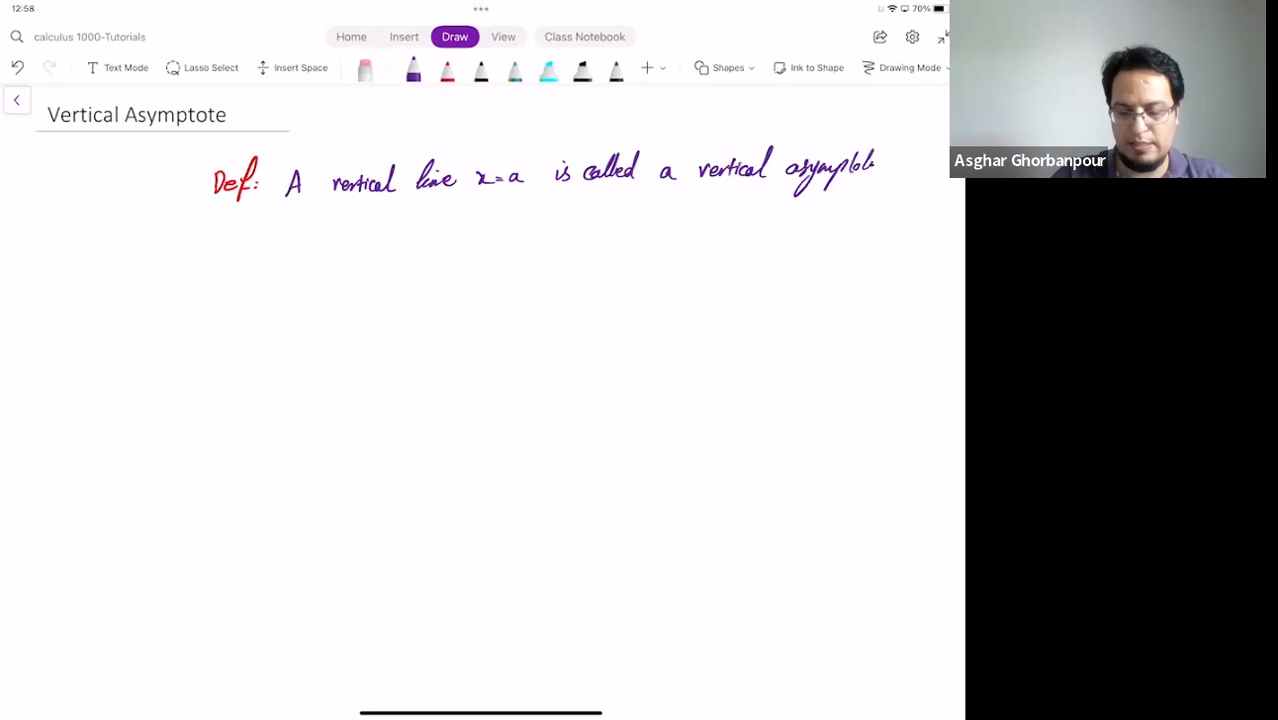 12:58
70%
calculus 1000-Tutorials
Home Insert Draw View Class Notebook
Text Mode Lasso Select Insert Space Shapes Ink to Shape Drawing Mode
Vertical Asymptote
Def: A vertical line x=a is called a vertical asymptote
Asghar Ghorbanpour